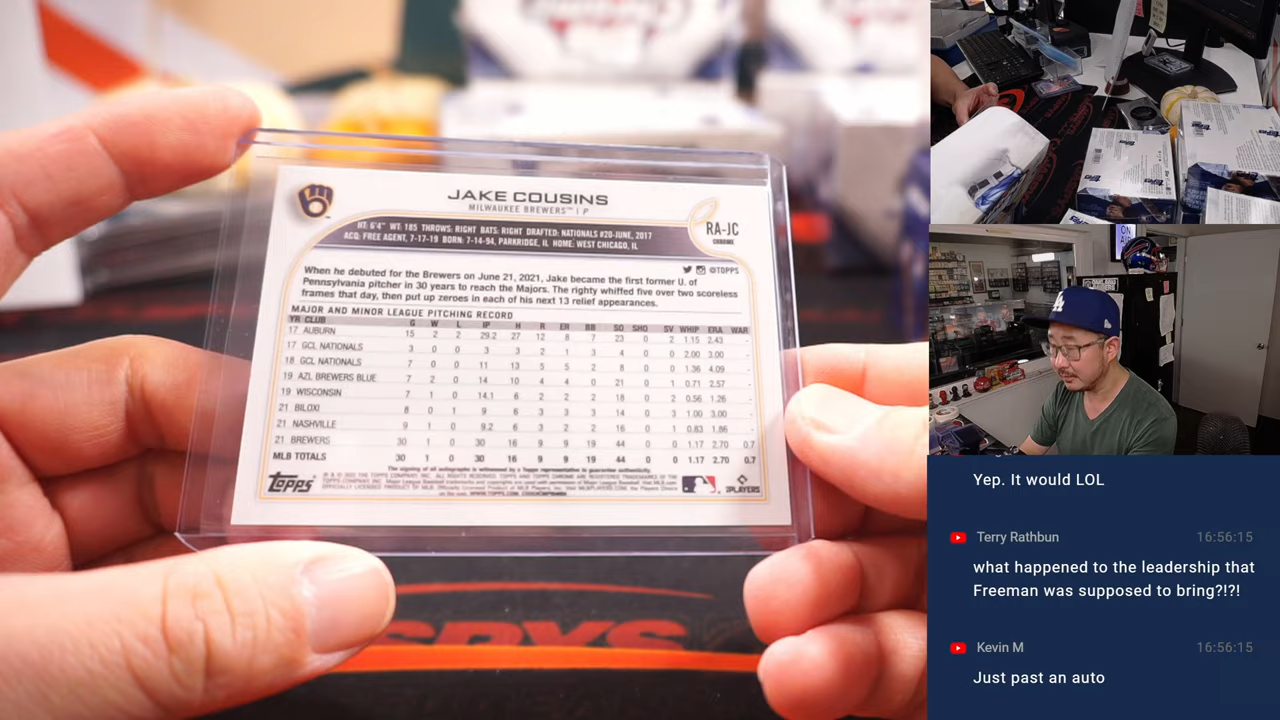 JAKE COUSINS
MILWAUKEE BREWERS™ | P
RA-JC
CHROME
HT: 6'4" WT: 185 THROWS: RIGHT BATS: RIGHT DRAFTED: NATIONALS #20-JUNE, 2017
ACQ: FREE AGENT, 7-17-19 BORN: 7-14-94, PARKRIDGE, IL HOME: WEST CHICAGO, IL
@TOPPS
When he debuted for the Brewers on June 21, 2021, Jake became the first former U. of
Pennsylvania pitcher in 30 years to reach the Majors. The righty whiffed five over two scoreless
frames that day, then put up zeroes in each of his next 13 relief appearances.
MAJOR AND MINOR LEAGUE PITCHING RECORD
YR CLUB G W L IP H R ER BB SO SHO SV WHIP ERA WAR
17 AUBURN 15 2 2 29.2 27 12 8 7 23 0 2 1.15 2.43 -
17 GCL NATIONALS 3 0 0 3 3 2 1 3 4 0 0 2.00 3.00 -
18 GCL NATIONALS 7 0 0 11 13 5 5 2 8 0 0 1.36 4.09 -
19 AZL BREWERS BLUE 7 2 0 14 10 4 4 0 21 0 1 0.71 2.57 -
19 WISCONSIN 7 1 0 14.1 6 2 2 2 18 0 2 0.56 1.26 -
21 BILOXI 8 0 1 9 6 3 3 3 14 0 3 1.00 3.00 -
21 NASHVILLE 9 1 0 9.2 6 3 2 2 16 0 1 0.83 1.86 -
21 BREWERS 30 1 0 30 16 9 9 19 44 0 0 1.17 2.70 0.7
MLB TOTALS 30 1 0 30 16 9 9 19 44 0 0 1.17 2.70 0.7
The signing of all autographs is witnessed by a Topps representative to guarantee authenticity.
Topps
PLAYERS
Yep. It would LOL
Terry Rathbun 16:56:15
what happened to the leadership that
Freeman was supposed to bring?!?!
Kevin M 16:56:15
Just past an auto